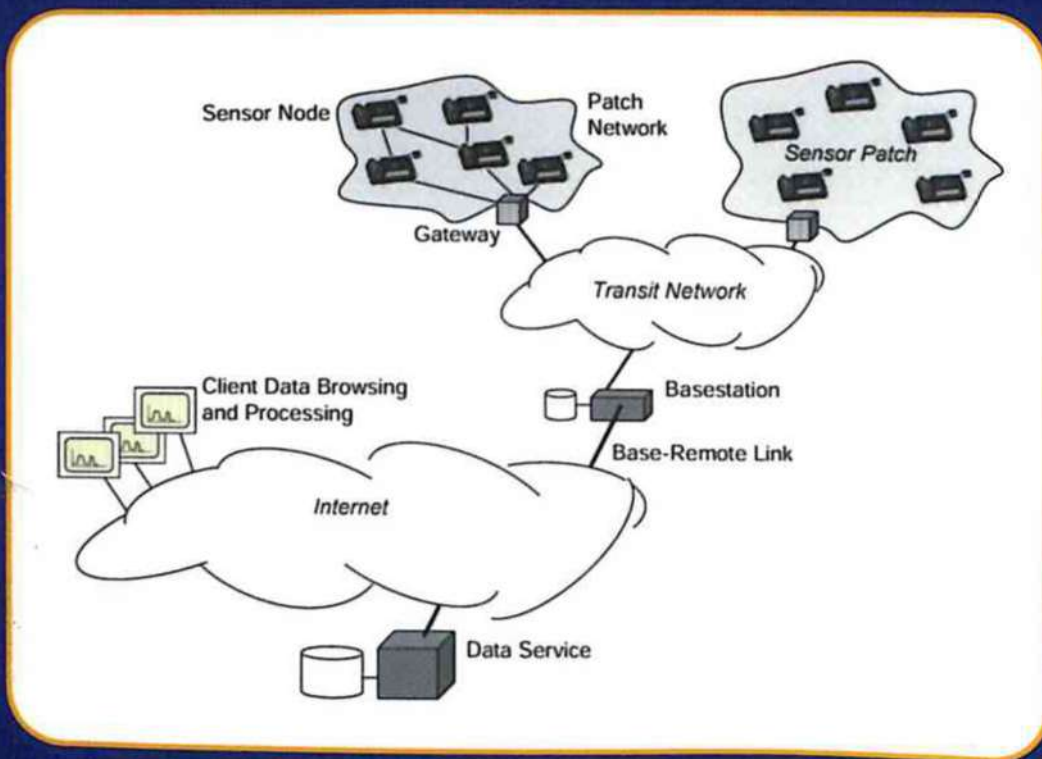 Sensor Node
Patch
Network
Sensor Patch
Gateway
Transit Network
Client Data Browsing
and Processing
Basestation
Base-Remote Link
Internet
Data Service